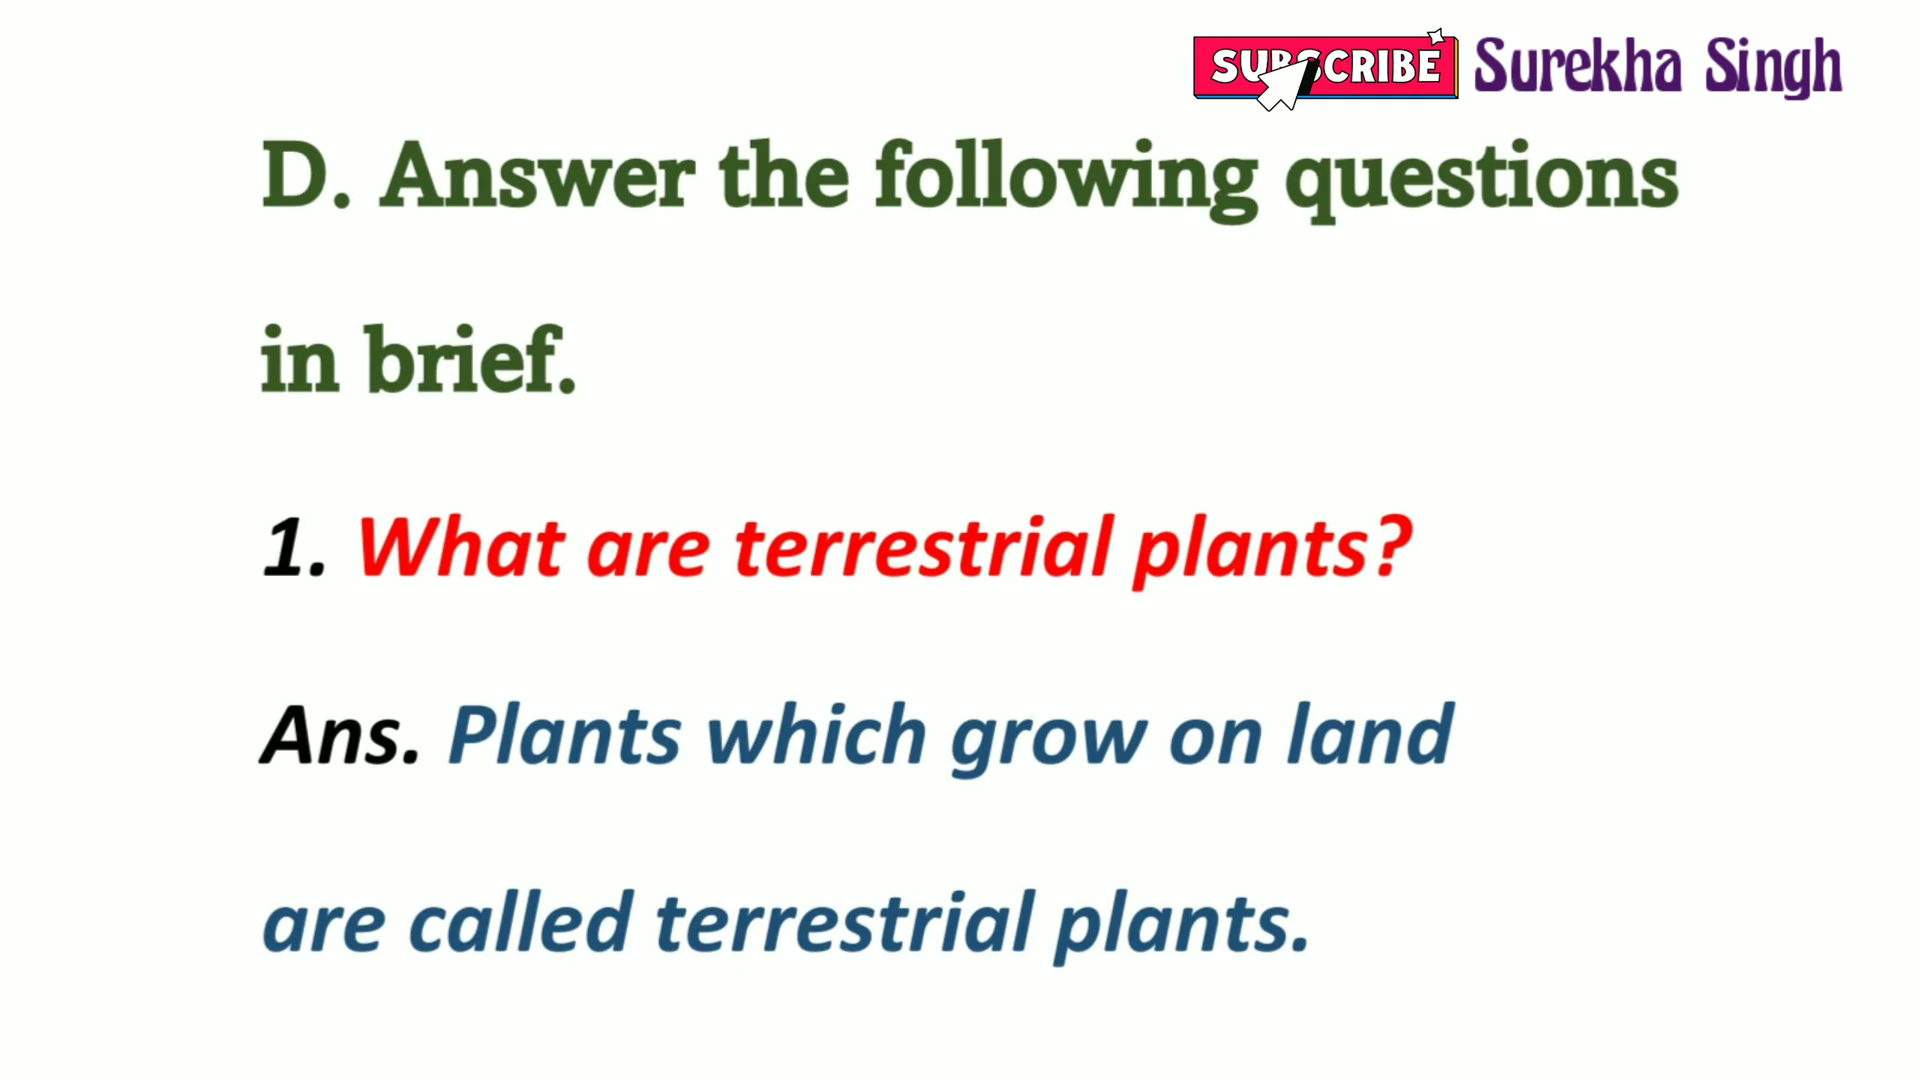 SUBSCRIBE Surekha Singh
D. Answer the following questions
in brief.
1. What are terrestrial plants?
Ans. Plants which grow on land
are called terrestrial plants.